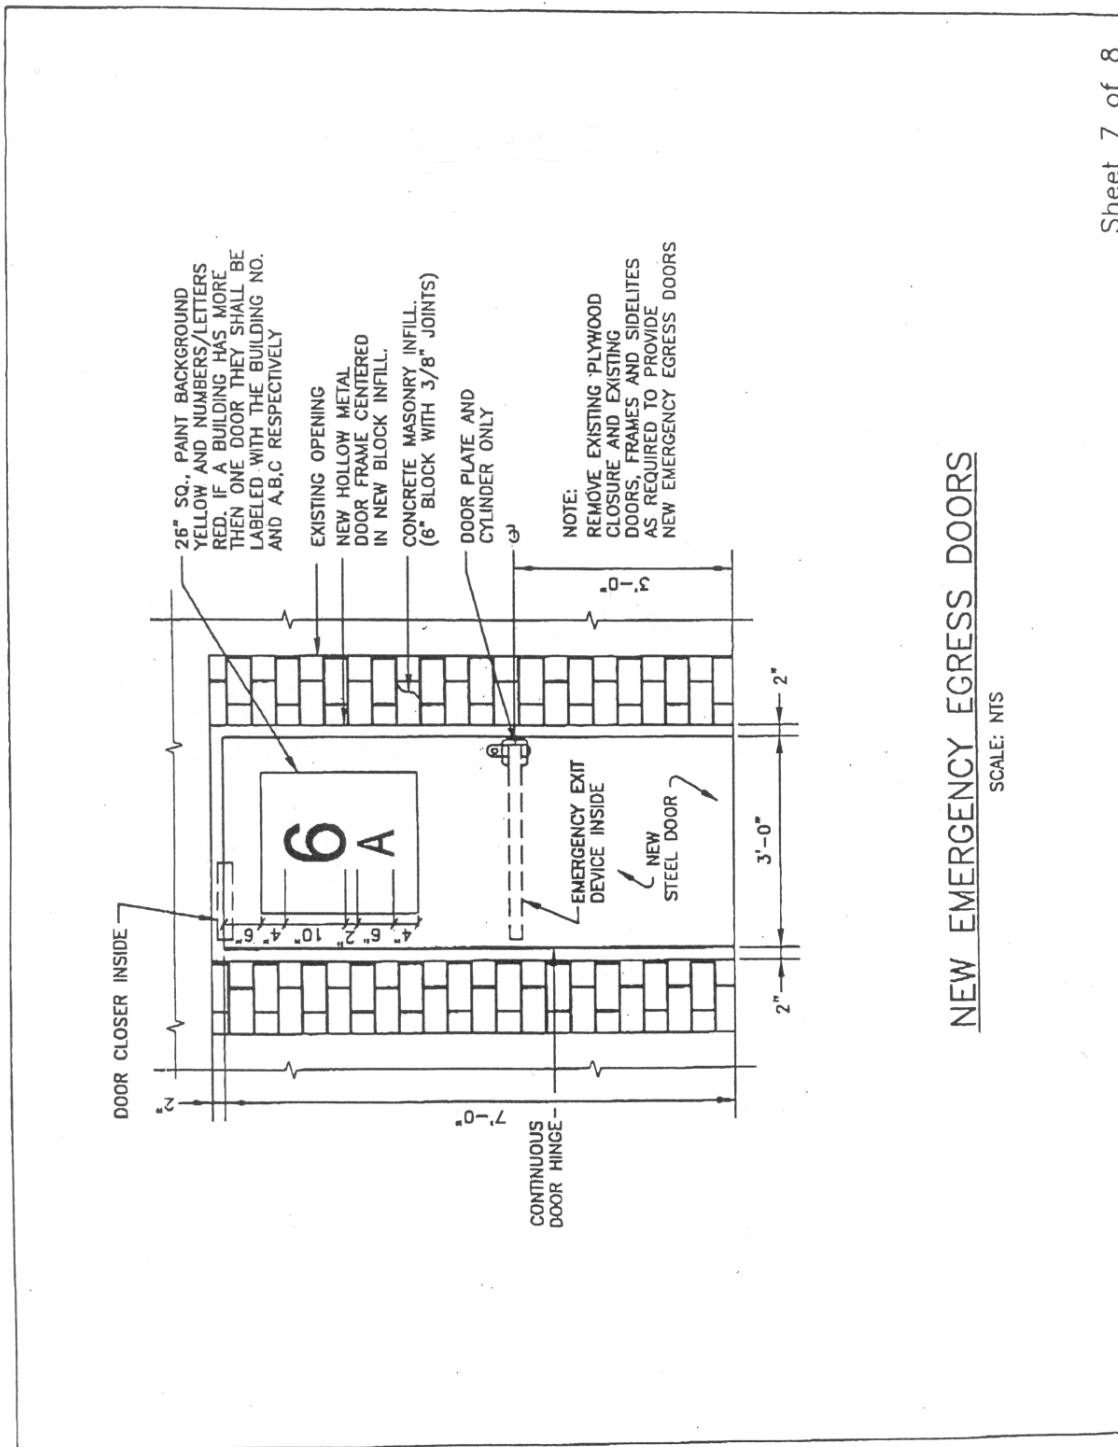 Sheet 7 of 8
DOOR CLOSER INSIDE
26" SQ., PAINT BACKGROUND
YELLOW AND NUMBERS/LETTERS
RED. IF A BUILDING HAS MORE
THEN ONE DOOR THEY SHALL BE
LABELED WITH THE BUILDING NO.
AND A,B,C RESPECTIVELY
EXISTING OPENING
NEW HOLLOW METAL
DOOR FRAME CENTERED
IN NEW BLOCK INFILL.
CONCRETE MASONRY INFILL.
(6" BLOCK WITH 3/8" JOINTS)
DOOR PLATE AND
CYLINDER ONLY
NOTE:
REMOVE EXISTING PLYWOOD
CLOSURE AND EXISTING
DOORS, FRAMES AND SIDELITES
AS REQUIRED TO PROVIDE
NEW EMERGENCY EGRESS DOORS
2"
7'-0"
6"
4"
10"
2"
6"
4"
6
A
EMERGENCY EXIT
DEVICE INSIDE
NEW
STEEL DOOR
3'-0"
CONTINUOUS
DOOR HINGE
2"
3'-0"
2"
NEW EMERGENCY EGRESS DOORS
SCALE: NTS